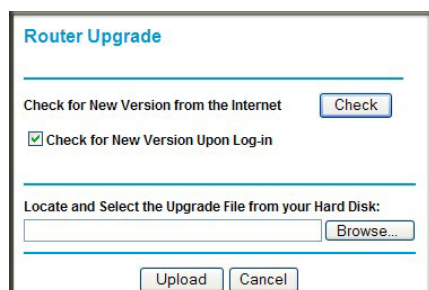 Router Upgrade
Check for New Version from the Internet Check
Check for New Version Upon Log-in
Locate and Select the Upgrade File from your Hard Disk:
Browse...
Upload Cancel